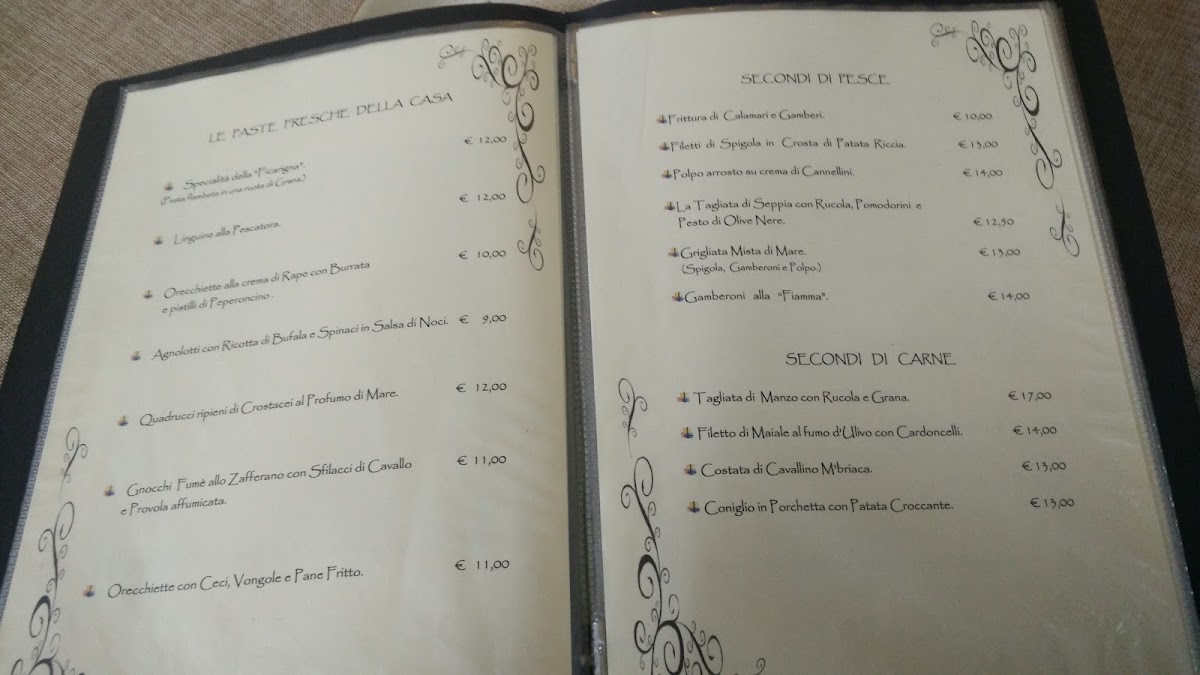 LE PASTE FRESCHE DELLA CASA
Specialità della "Picarigna". € 12,00
(Pasta flambata in una ruota di Grana.)
Linguine alla Pescatora. € 12,00
Orecchiette alla crema di Rape con Burrata € 10,00
e pistilli di Peperoncino.
Agnolotti con Ricotta di Bufala e Spinaci in Salsa di Noci. € 9,00
Quadrucci ripieni di Crostacei al Profumo di Mare. € 12,00
Gnocchi Fumè allo Zafferano con Sfilacci di Cavallo € 11,00
e Provola affumicata.
Orecchiette con Ceci, Vongole e Pane Fritto. € 11,00
SECONDI DI PESCE
Frittura di Calamari e Gamberi. € 10,00
Filetti di Spigola in Crosta di Patata Riccia. € 13,00
Polpo arrosto su crema di Cannellini. € 14,00
La Tagliata di Seppia con Rucola, Pomodorini e
Pesto di Olive Nere. € 12,50
Grigliata Mista di Mare. € 13,00
(Spigola, Gamberoni e Polpo.)
Gamberoni alla "Fiamma". € 14,00
SECONDI DI CARNE
Tagliata di Manzo con Rucola e Grana. € 17,00
Filetto di Maiale al fumo d'Ulivo con Cardoncelli. € 14,00
Costata di Cavallino M'briaca. € 13,00
Coniglio in Porchetta con Patata Croccante. € 13,00